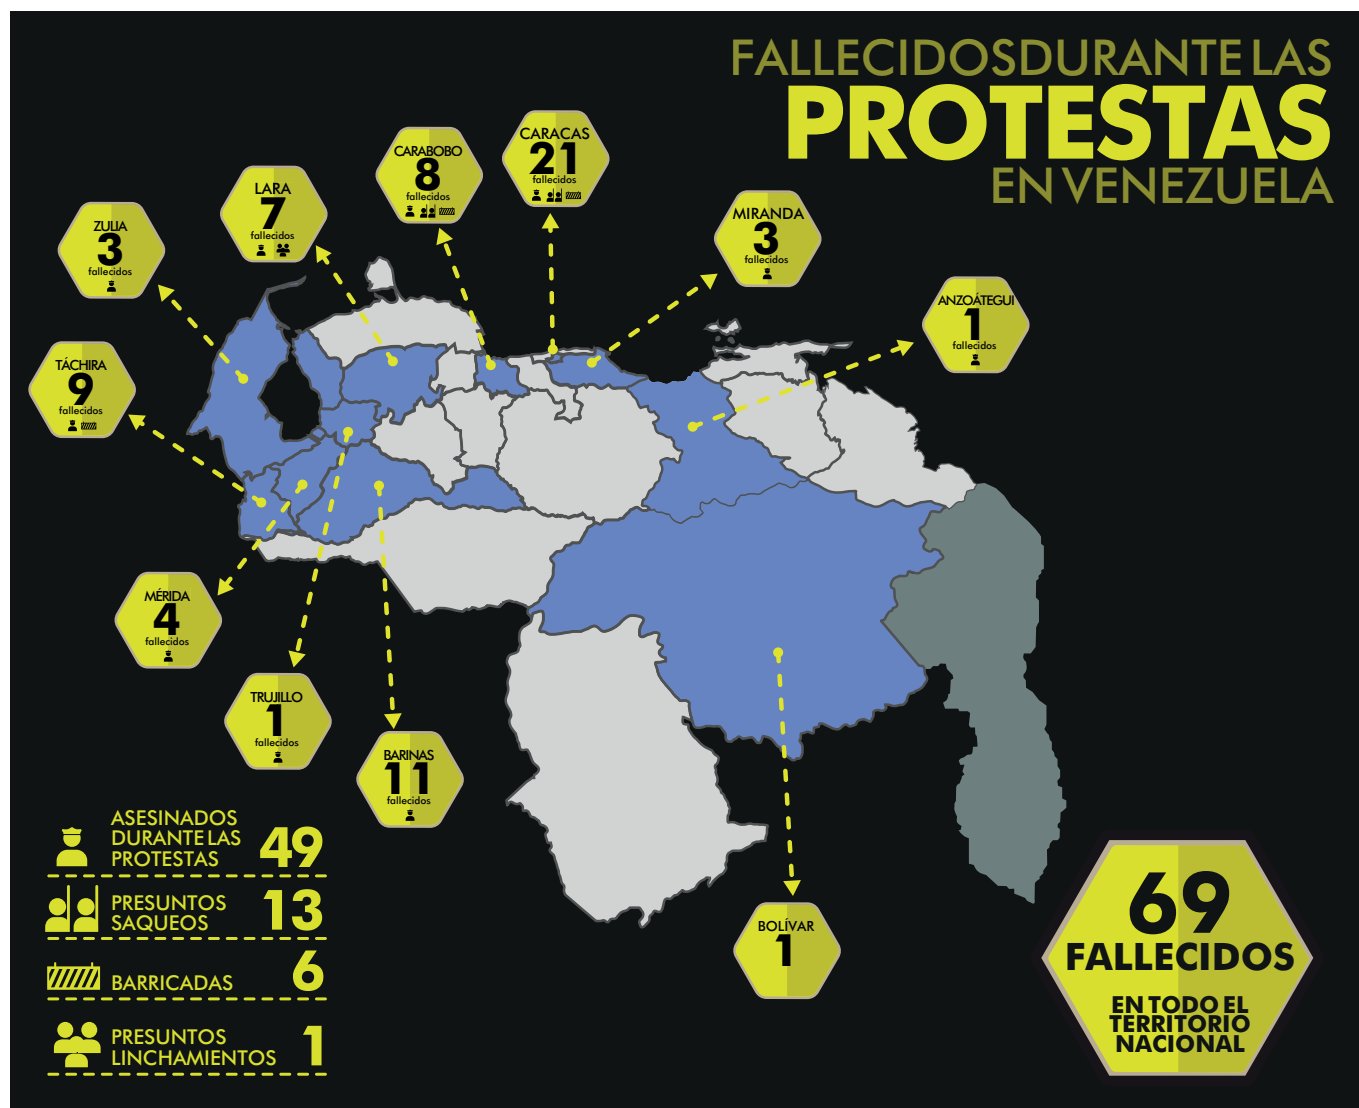 FALLECIDOS DURANTE LAS
PROTESTAS
EN VENEZUELA
CARACAS
21
fallecidos
CARABOBO
8
fallecidos
LARA
7
fallecidos
ZULIA
3
fallecidos
MIRANDA
3
fallecidos
ANZOÁTEGUI
1
fallecidos
TÁCHIRA
9
fallecidos
MÉRIDA
4
fallecidos
TRUJILLO
1
fallecidos
BARINAS
11
fallecidos
BOLÍVAR
1
ASESINADOS
DURANTE LAS
PROTESTAS
49
PRESUNTOS
SAQUEOS
13
BARRICADAS
6
PRESUNTOS
LINCHAMIENTOS
1
69
FALLECIDOS
EN TODO EL
TERRITORIO
NACIONAL